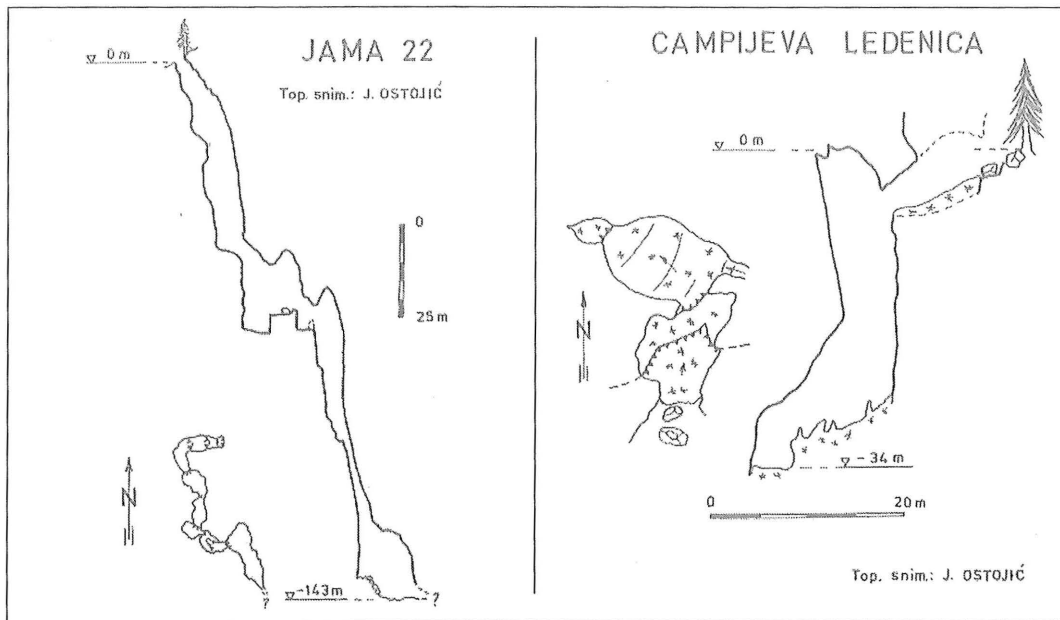 JAMA 22
0 m
Top. snim.: J. OSTOJIĆ
0
25 m
N
-143m
?
?
CAMPIJEVA LEDENICA
0 m
N
-34 m
0 20 m
Top. snim.: J. OSTOJIĆ